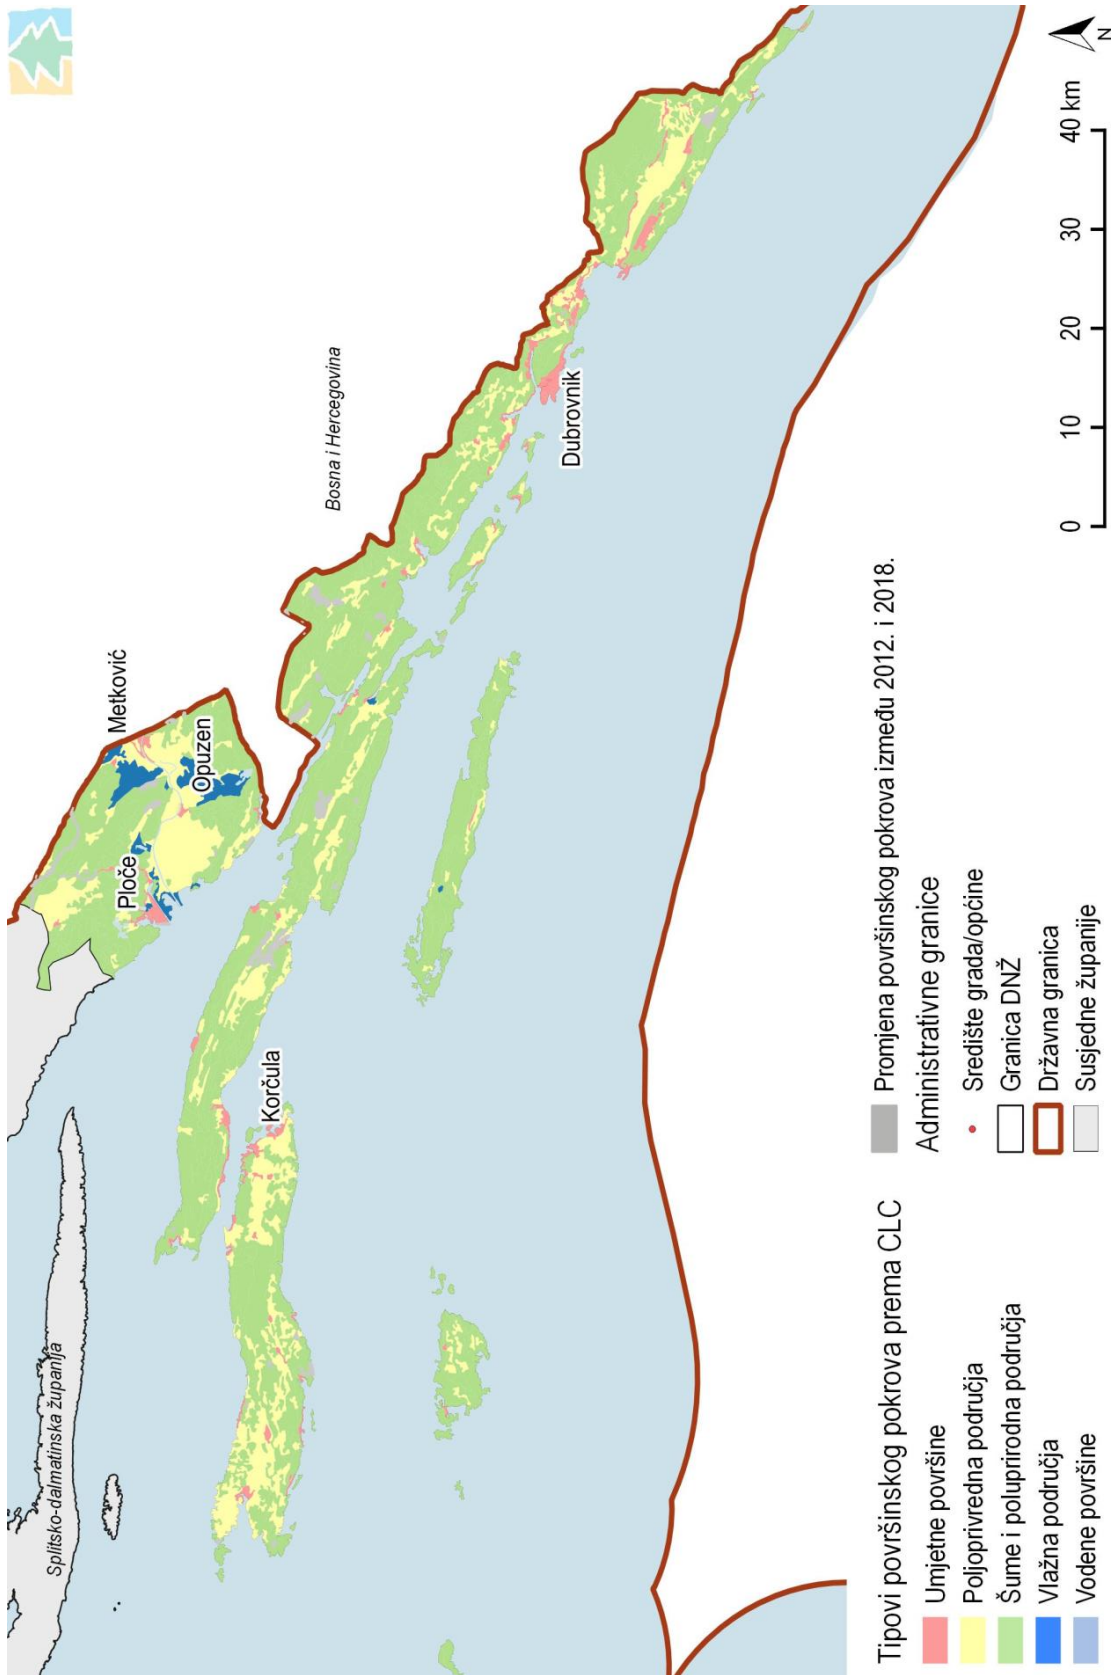 Splitsko-dalmatinska županija
Ploče
Metković
Opuzen
Korčula
Bosna i Hercegovina
Dubrovnik
Tipovi površinskog pokrova prema CLC
Umjetne površine
Poljoprivredna područja
Šume i poluprirodna područja
Vlažna područja
Vodene površine
Promjena površinskog pokrova između 2012. i 2018.
Administrativne granice
Središte grada/općine
Granica DNŽ
Državna granica
Susjedne županije
0 10 20 30 40 km
N